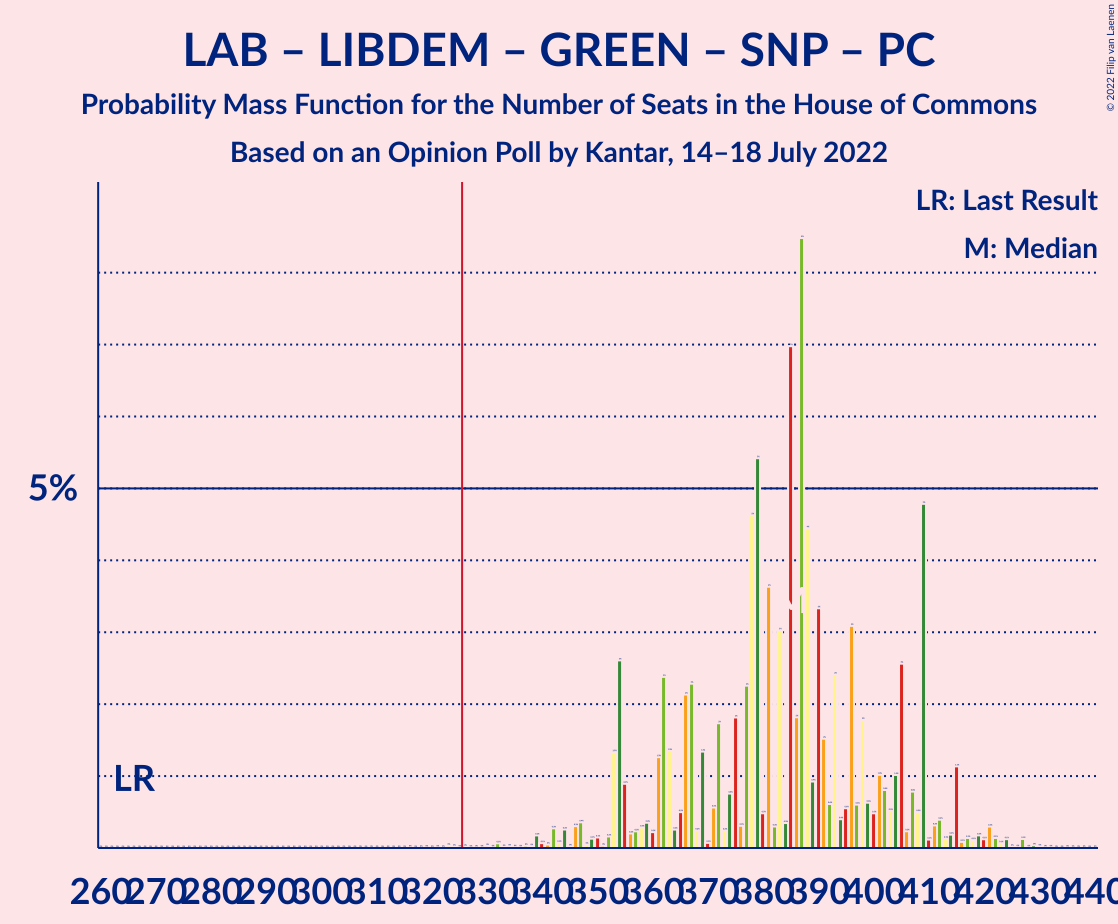 LAB – LIBDEM – GREEN – SNP – PC
Probability Mass Function for the Number of Seats in the House of Commons
Based on an Opinion Poll by Kantar, 14–18 July 2022
© 2022 Filip van Laenen
LR: Last Result
M: Median
5%
LR
260 270 280 290 300 310 320 330 340 350 360 370 380 390 400 410 420 430 440